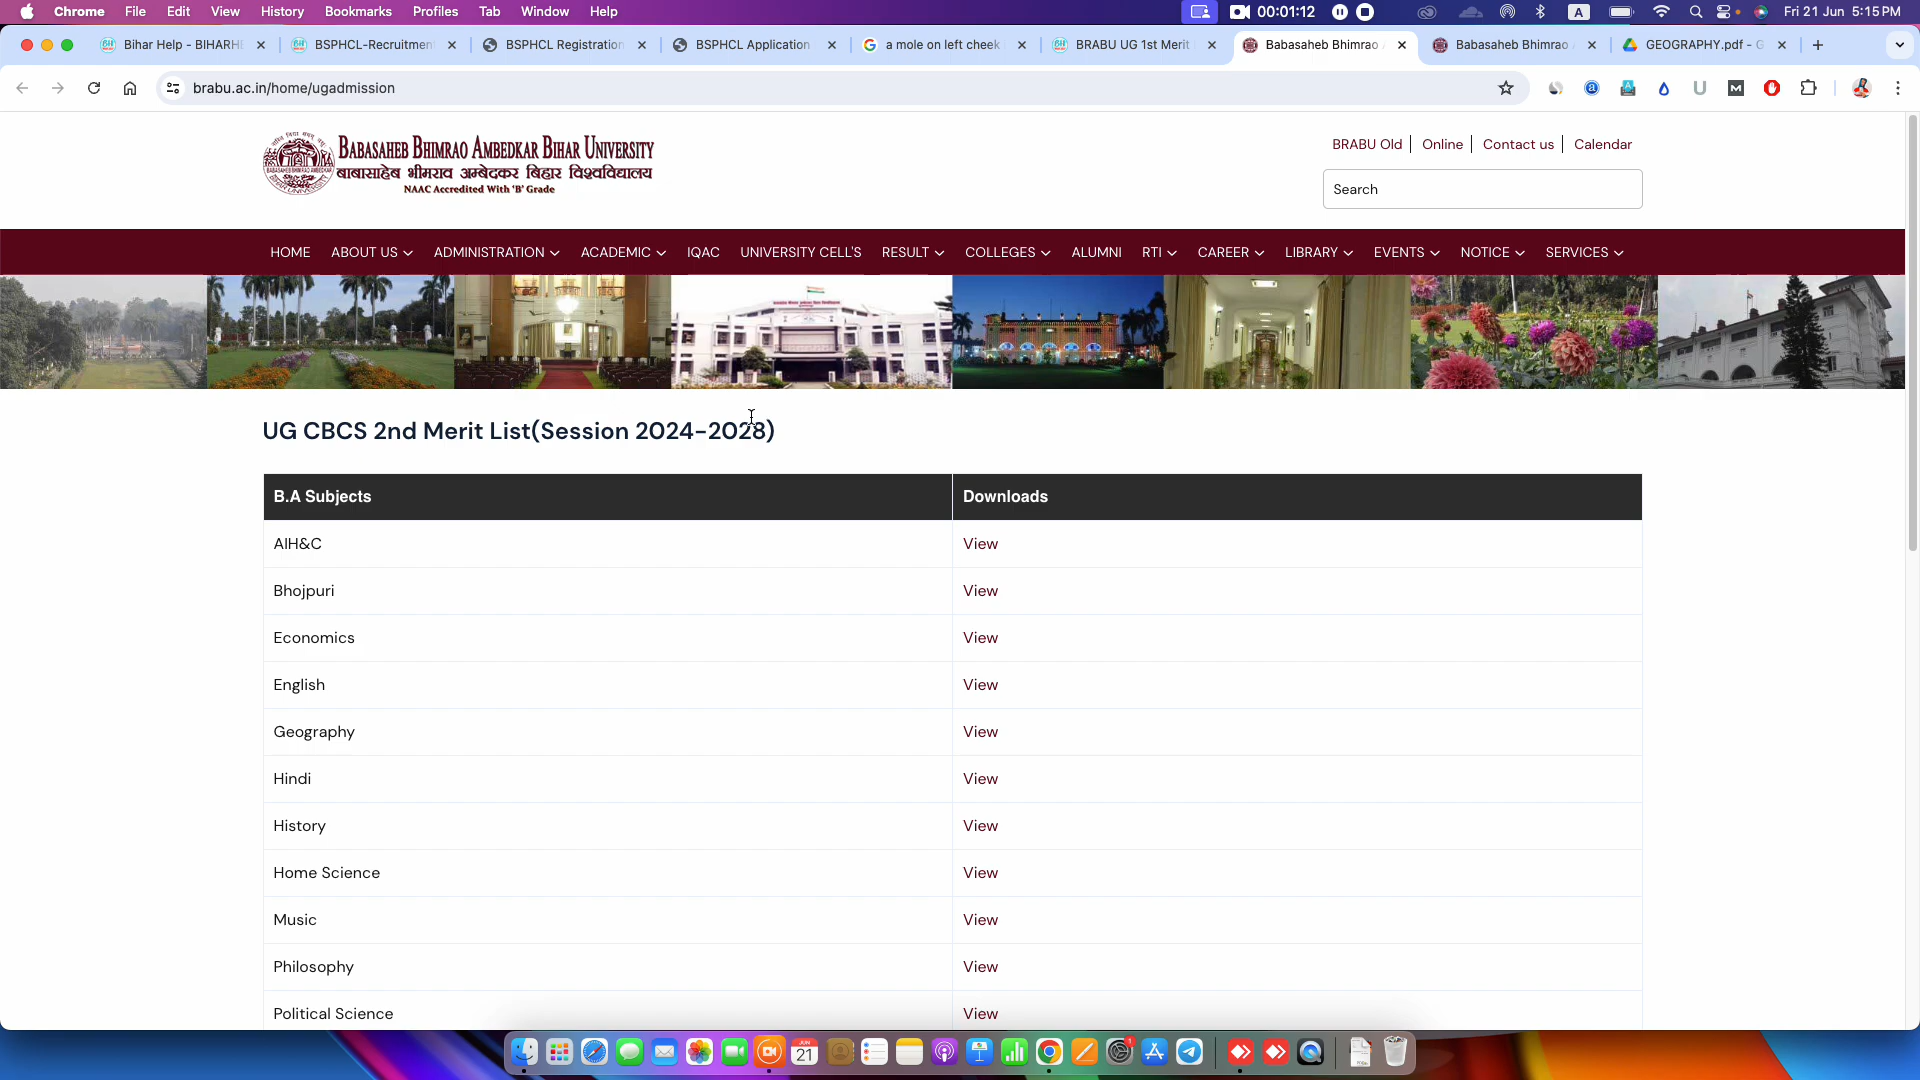 Chrome File Edit View History Bookmarks Profiles Tab Window Help 00:01:12 A Fri 21 Jun 5:15 PM
Bihar Help - BIHARHE BSPHCL-Recruitment BSPHCL Registration BSPHCL Application a mole on left cheek BRABU UG 1st Merit Babasaheb Bhimrao Babasaheb Bhimrao GEOGRAPHY.pdf - G
brabu.ac.in/home/ugadmission
BABASAHEB BHIMRAO AMBEDKAR BIHAR UNIVERSITY
बाबासाहेब भीमराव अम्बेदकर बिहार विश्वविद्यालय
NAAC Accredited With 'B' Grade
BRABU Old Online Contact us Calendar
Search
HOME ABOUT US ADMINISTRATION ACADEMIC IQAC UNIVERSITY CELL'S RESULT COLLEGES ALUMNI RTI CAREER LIBRARY EVENTS NOTICE SERVICES
UG CBCS 2nd Merit List(Session 2024-2028)
B.A Subjects Downloads
AIH&C View
Bhojpuri View
Economics View
English View
Geography View
Hindi View
History View
Home Science View
Music View
Philosophy View
Political Science View
JUN
21
1